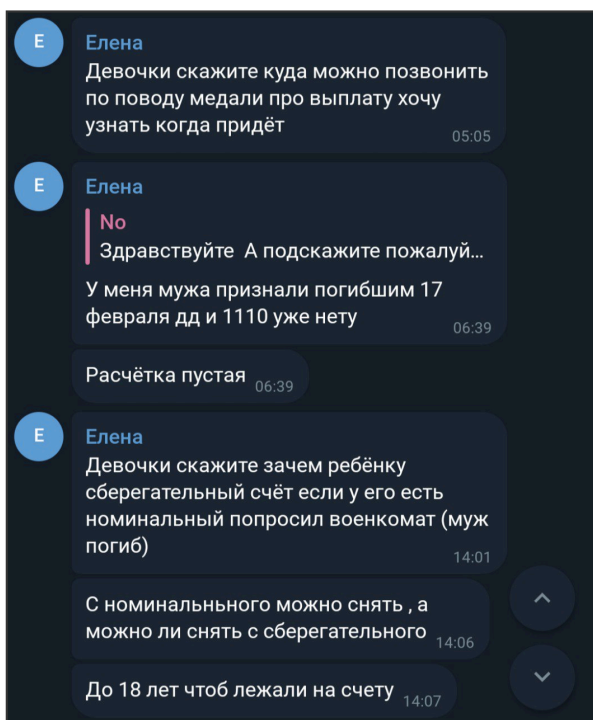 E
Елена
Девочки скажите куда можно позвонить
по поводу медали про выплату хочу
узнать когда придёт
05:05
E
Елена
No
Здравствуйте А подскажите пожалуй...
У меня мужа признали погибшим 17
февраля дд и 1110 уже нету
06:39
Расчётка пустая 06:39
E
Елена
Девочки скажите зачем ребёнку
сберегательный счёт если у его есть
номинальный попросил военкомат (муж
погиб)
14:01
С номинальньного можно снять , а
можно ли снять с сберегательного 14:06
До 18 лет чтоб лежали на счету 14:07